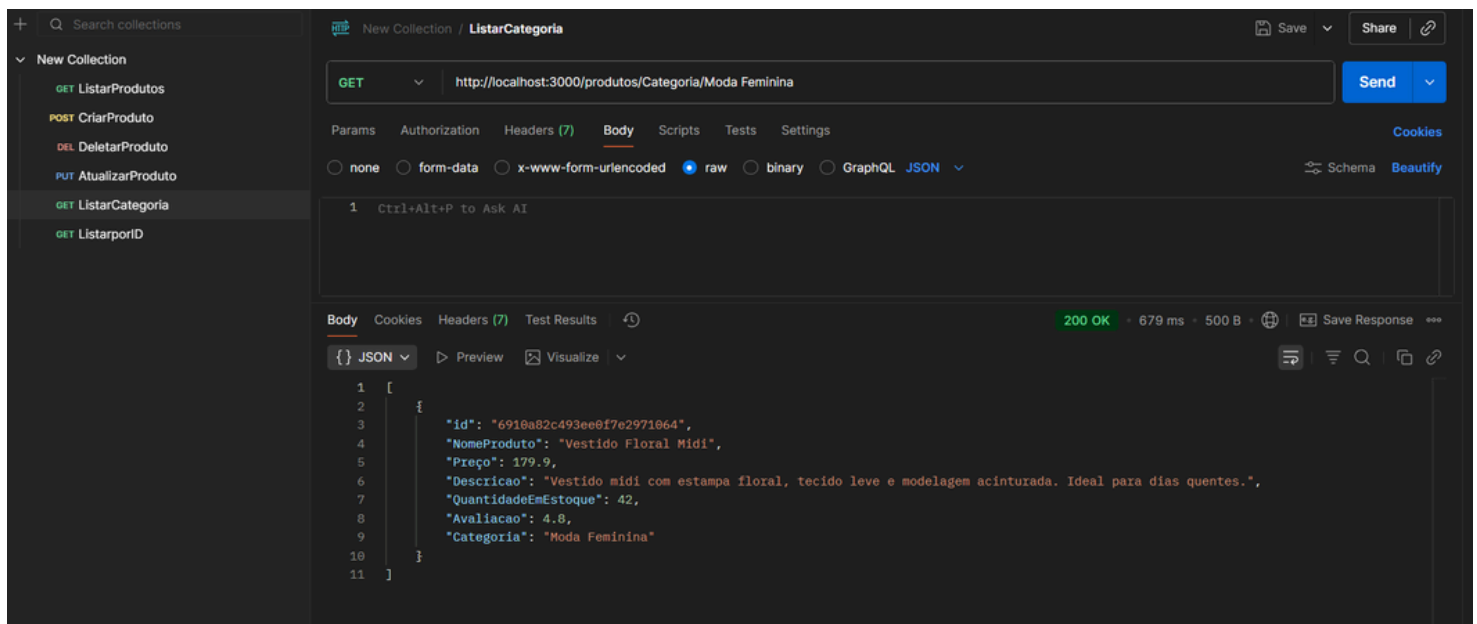 Search collections
New Collection
GET ListarProdutos
POST CriarProduto
DEL DeletarProduto
PUT AtualizarProduto
GET ListarCategoria
GET ListarporID
HTTP New Collection / ListarCategoria
Save Share
GET http://localhost:3000/produtos/Categoria/Moda Feminina Send
Params Authorization Headers (7) Body Scripts Tests Settings Cookies
none form-data x-www-form-urlencoded raw binary GraphQL JSON Schema Beautify
1 Ctrl+Alt+P to Ask AI
Body Cookies Headers (7) Test Results 200 OK • 679 ms • 500 B e.g. Save Response
{} JSON Preview Visualize
1 [
2 {
3 "id": "6910a82c493ee0f7e2971064",
4 "NomeProduto": "Vestido Floral Midi",
5 "Preço": 179.9,
6 "Descricao": "Vestido midi com estampa floral, tecido leve e modelagem acinturada. Ideal para dias quentes.",
7 "QuantidadeEmEstoque": 42,
8 "Avaliacao": 4.8,
9 "Categoria": "Moda Feminina"
10 }
11 ]